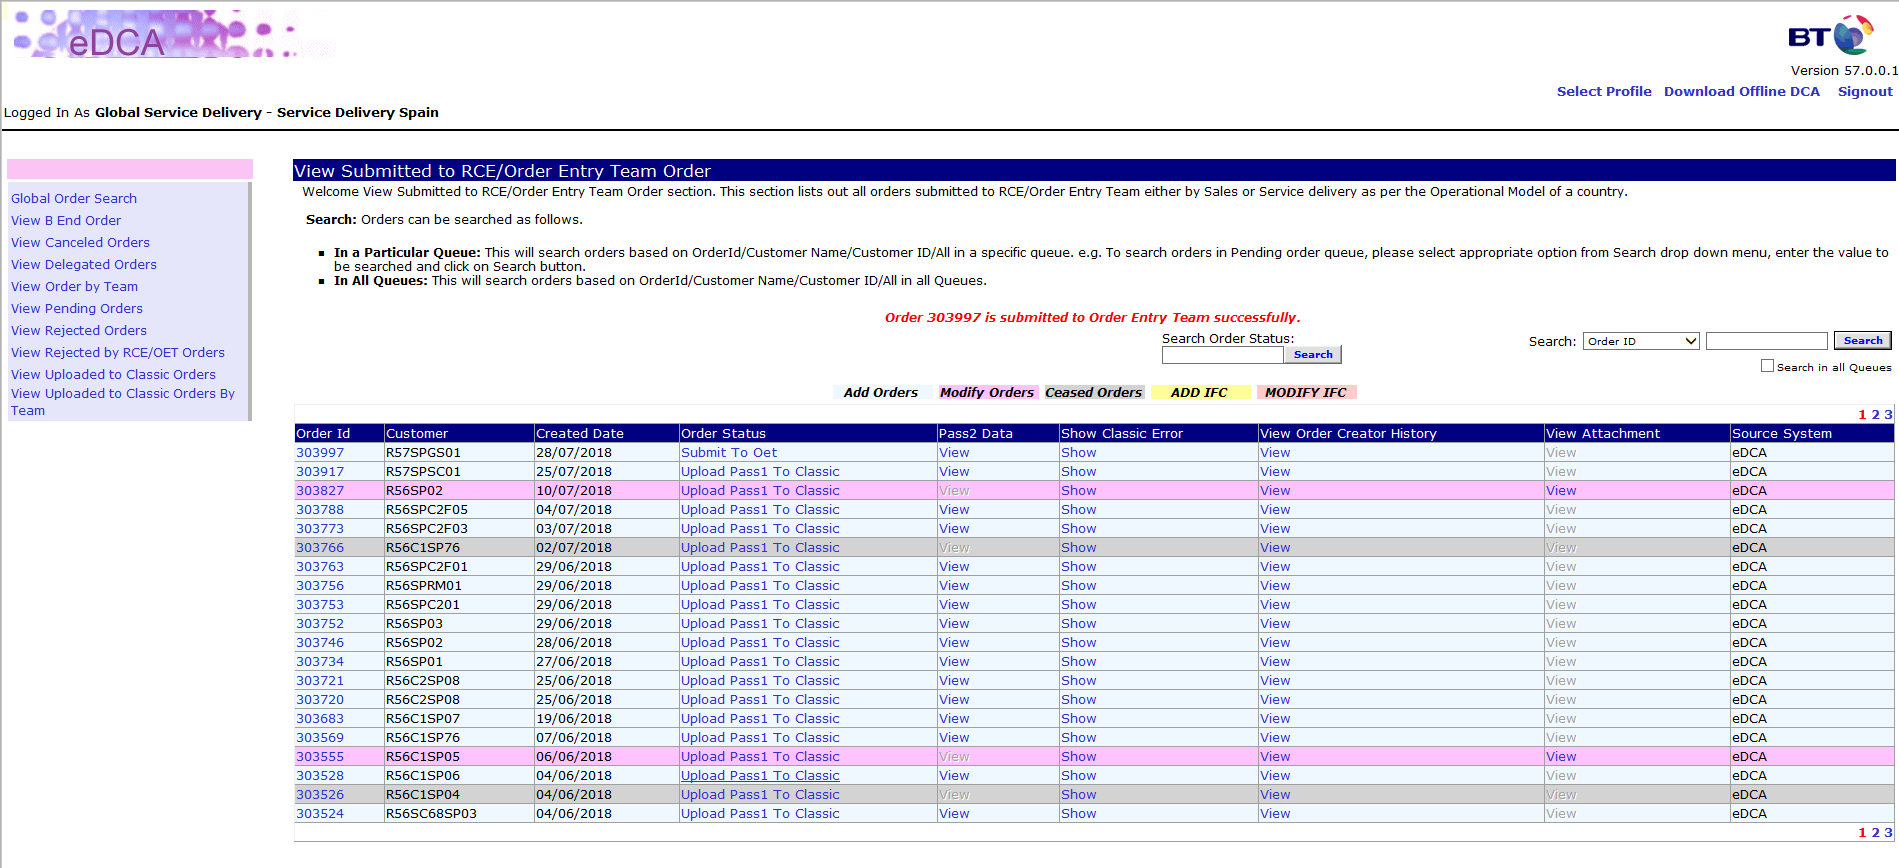 eDCA
BT
Version 57.0.0.1
Select Profile Download Offline DCA Signout
Logged In As Global Service Delivery - Service Delivery Spain
Global Order Search
View B End Order
View Canceled Orders
View Delegated Orders
View Order by Team
View Pending Orders
View Rejected Orders
View Rejected by RCE/OET Orders
View Uploaded to Classic Orders
View Uploaded to Classic Orders By
Team
View Submitted to RCE/Order Entry Team Order
Welcome View Submitted to RCE/Order Entry Team Order section. This section lists out all orders submitted to RCE/Order Entry Team either by Sales or Service delivery as per the Operational Model of a country.
Search: Orders can be searched as follows.
In a Particular Queue: This will search orders based on OrderId/Customer Name/Customer ID/All in a specific queue. e.g. To search orders in Pending order queue, please select appropriate option from Search drop down menu, enter the value to
be searched and click on Search button.
In All Queues: This will search orders based on OrderId/Customer Name/Customer ID/All in all Queues.
Order 303997 is submitted to Order Entry Team successfully.
Search Order Status:
Search
Search: Order ID Search
Search in all Queues
Add Orders Modify Orders Ceased Orders ADD IFC MODIFY IFC
1 2 3
Order Id Customer Created Date Order Status Pass2 Data Show Classic Error View Order Creator History View Attachment Source System
303997 R57SPGS01 28/07/2018 Submit To Oet View Show View View eDCA
303917 R57SPSC01 25/07/2018 Upload Pass1 To Classic View Show View View eDCA
303827 R56SP02 10/07/2018 Upload Pass1 To Classic View Show View View eDCA
303788 R56SPC2F05 04/07/2018 Upload Pass1 To Classic View Show View View eDCA
303773 R56SPC2F03 03/07/2018 Upload Pass1 To Classic View Show View View eDCA
303766 R56C1SP76 02/07/2018 Upload Pass1 To Classic View Show View View eDCA
303763 R56SPC2F01 29/06/2018 Upload Pass1 To Classic View Show View View eDCA
303756 R56SPRM01 29/06/2018 Upload Pass1 To Classic View Show View View eDCA
303753 R56SPC201 29/06/2018 Upload Pass1 To Classic View Show View View eDCA
303752 R56SP03 29/06/2018 Upload Pass1 To Classic View Show View View eDCA
303746 R56SP02 28/06/2018 Upload Pass1 To Classic View Show View View eDCA
303734 R56SP01 27/06/2018 Upload Pass1 To Classic View Show View View eDCA
303721 R56C2SP08 25/06/2018 Upload Pass1 To Classic View Show View View eDCA
303720 R56C2SP08 25/06/2018 Upload Pass1 To Classic View Show View View eDCA
303683 R56C1SP07 19/06/2018 Upload Pass1 To Classic View Show View View eDCA
303569 R56C1SP76 07/06/2018 Upload Pass1 To Classic View Show View View eDCA
303555 R56C1SP05 06/06/2018 Upload Pass1 To Classic View Show View View eDCA
303528 R56C1SP06 04/06/2018 Upload Pass1 To Classic View Show View View eDCA
303526 R56C1SP04 04/06/2018 Upload Pass1 To Classic View Show View View eDCA
303524 R56SC68SP03 04/06/2018 Upload Pass1 To Classic View Show View View eDCA
1 2 3